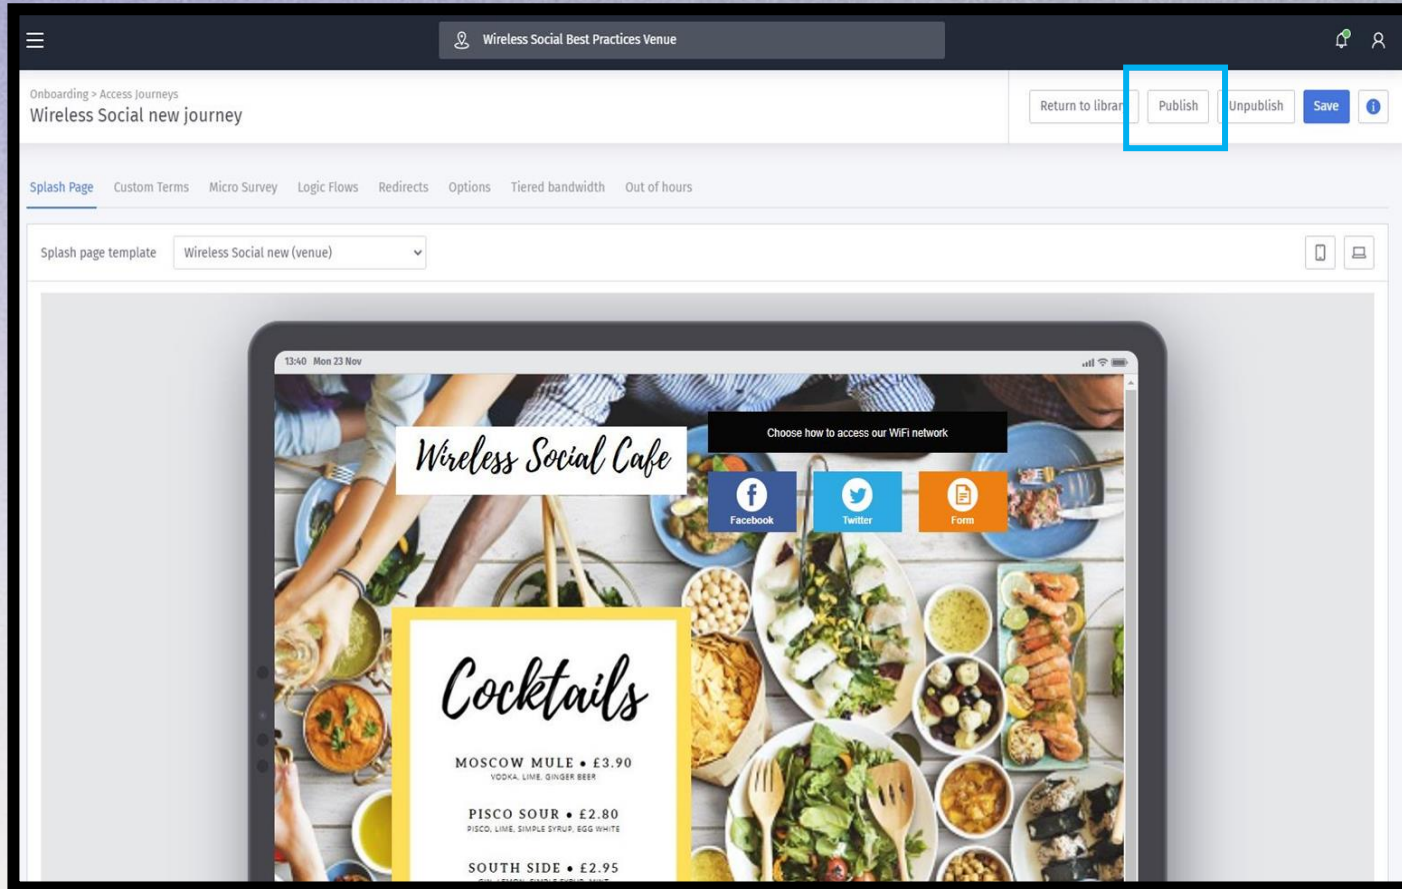 Wireless Social Best Practices Venue
Onboarding > Access Journeys
Wireless Social new journey
Return to librar
Publish
Unpublish
Save
Splash Page
Custom Terms
Micro Survey
Logic Flows
Redirects
Options
Tiered bandwidth
Out of hours
Splash page template
Wireless Social new (venue)
13:40 Mon 23 Nov
Wireless Social Cafe
Choose how to access our WiFi network
Facebook
Twitter
Form
Cocktails
MOSCOW MULE • £3.90
VODKA, LIME, GINGER BEER
PISCO SOUR • £2.80
PISCO, LIME, SIMPLE SYRUP, EGG WHITE
SOUTH SIDE • £2.95